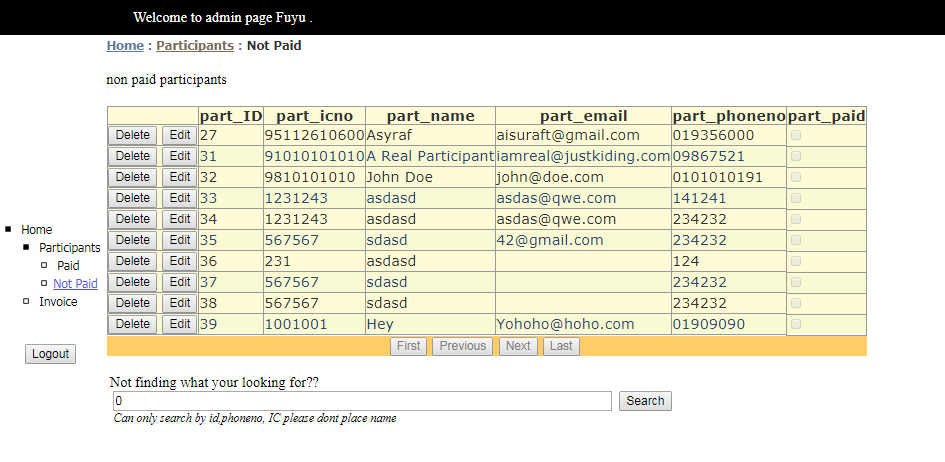 Welcome to admin page Fuyu .
Home : Participants : Not Paid
non paid participants
part_ID part_icno part_name part_email part_phoneno part_paid
Delete Edit 27 95112610600 Asyraf aisuraft@gmail.com 019356000
Delete Edit 31 91010101010 A Real Participant iamreal@justkiding.com 09867521
Delete Edit 32 9810101010 John Doe john@doe.com 0101010191
Delete Edit 33 1231243 asdasd asdas@qwe.com 141241
Delete Edit 34 1231243 asdasd asdas@qwe.com 234232
Delete Edit 35 567567 sdasd 42@gmail.com 234232
Delete Edit 36 231 asdasd 124
Delete Edit 37 567567 sdasd 234232
Delete Edit 38 567567 sdasd 234232
Delete Edit 39 1001001 Hey Yohoho@hoho.com 01909090
First Previous Next Last
Home
Participants
Paid
Not Paid
Invoice
Logout
Not finding what your looking for??
0 Search
Can only search by id,phoneno, IC please dont place name